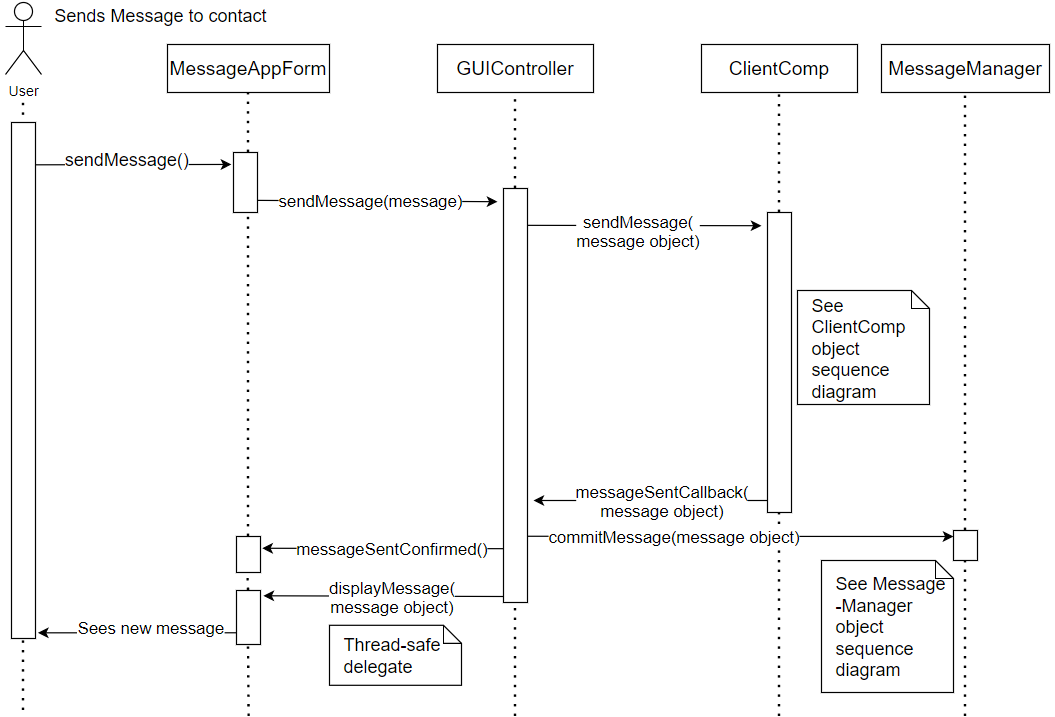 Sends Message to contact
User
MessageAppForm
GUIController
ClientComp
MessageManager
sendMessage()
sendMessage(message)
sendMessage(
message object)
See
ClientComp
object
sequence
diagram
messageSentCallback(
message object)
commitMessage(message object)
messageSentConfirmed()
displayMessage(
message object)
Sees new message
Thread-safe
delegate
See Message
-Manager
object
sequence
diagram